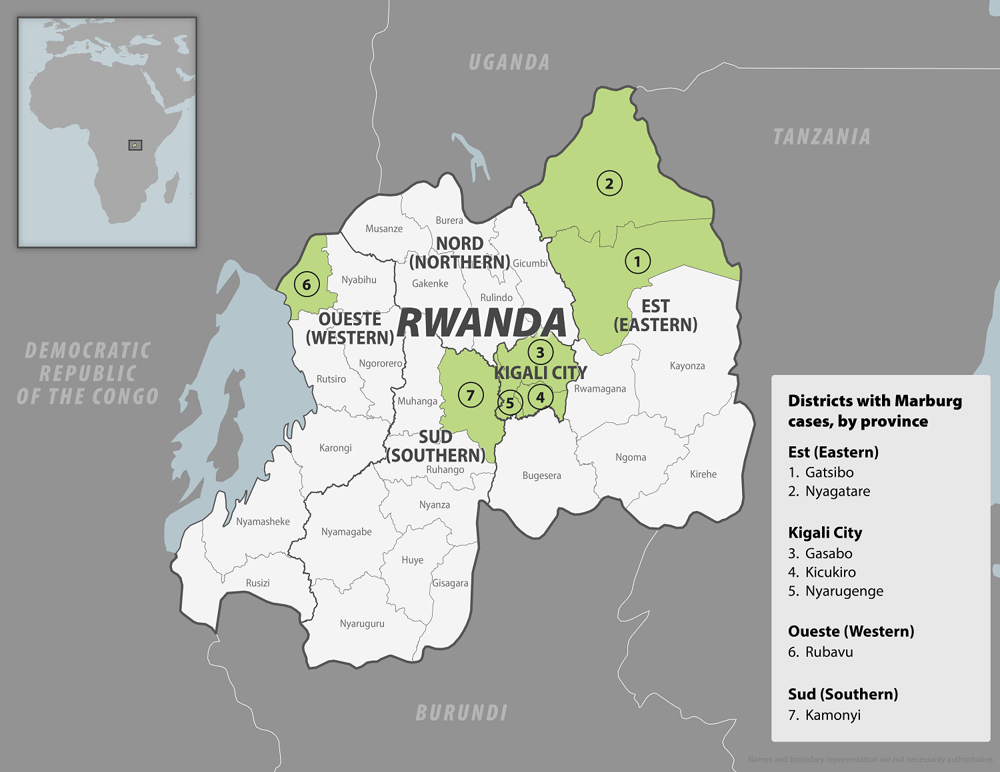 UGANDA
TANZANIA
DEMOCRATIC
REPUBLIC
OF THE CONGO
BURUNDI
RWANDA
NORD
(NORTHERN)
Musanze
Burera
Gicumbi
Gakenke
Rulindo
OUESTE
(WESTERN)
Nyabihu
Ngororero
Rutsiro
Karongi
Nyamasheke
Rusizi
EST
(EASTERN)
Kayonza
Rwamagana
Ngoma
Kirehe
Bugesera
KIGALI CITY
SUD
(SOUTHERN)
Muhanga
Ruhango
Nyanza
Nyamagabe
Huye
Gisagara
Nyaruguru
2
1
6
3
7
5
4
Districts with Marburg
cases, by province
Est (Eastern)
1. Gatsibo
2. Nyagatare
Kigali City
3. Gasabo
4. Kicukiro
5. Nyarugenge
Oueste (Western)
6. Rubavu
Sud (Southern)
7. Kamonyi
Names and boundary representation are not necessarily authoritative.